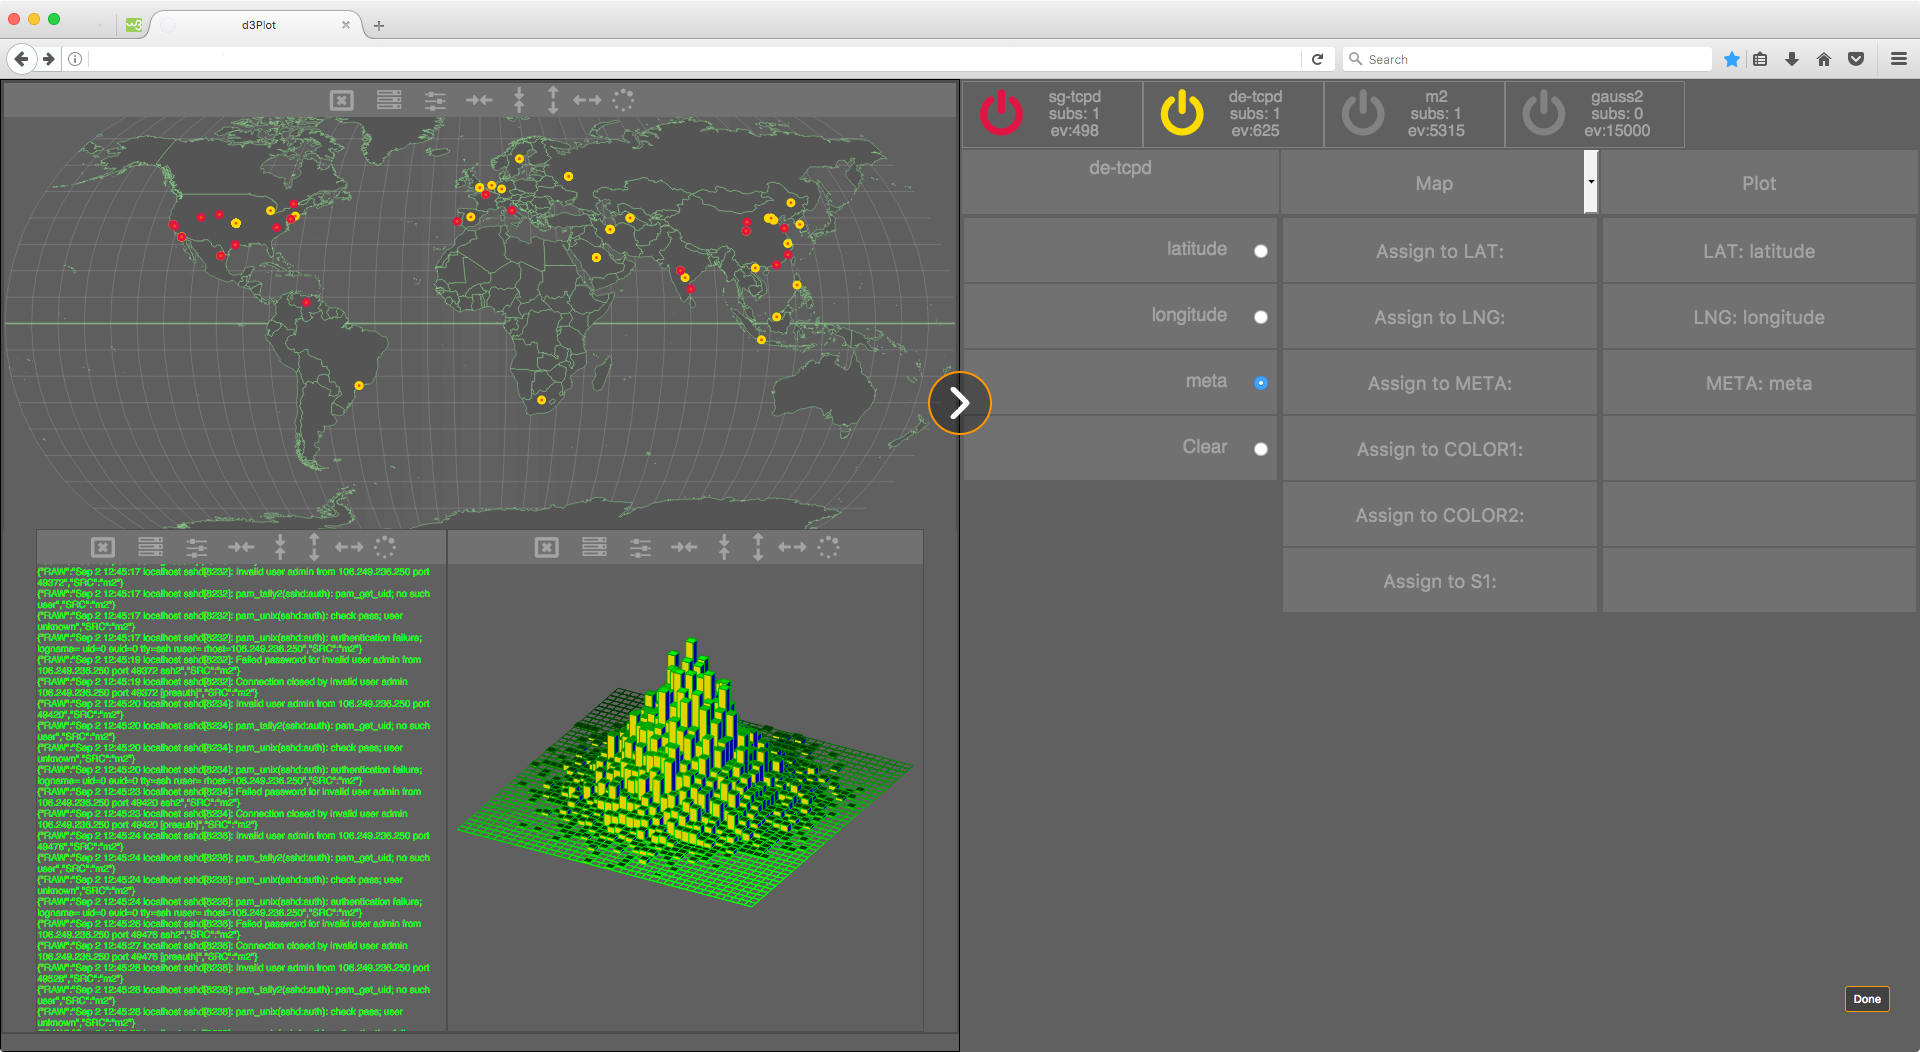 d3Plot
Search
sg-tcpd
subs: 1
ev:498
de-tcpd
subs: 1
ev:625
m2
subs: 1
ev:5315
gauss2
subs: 0
ev:15000
de-tcpd
Map
Plot
latitude
Assign to LAT:
LAT: latitude
longitude
Assign to LNG:
LNG: longitude
meta
Assign to META:
META: meta
Clear
Assign to COLOR1:
Assign to COLOR2:
Assign to S1:
{"RAW":"Sep 2 12:45:17 localhost sshd[6232]: Invalid user admin from 106.249.236.250 port
49372","SRC":"m2"}
{"RAW":"Sep 2 12:45:17 localhost sshd[6232]: pam_tally2(sshd:auth): pam_get_uid; no such
user","SRC":"m2"}
{"RAW":"Sep 2 12:45:17 localhost sshd[6232]: pam_unix(sshd:auth): check pass; user
unknown","SRC":"m2"}
{"RAW":"Sep 2 12:45:17 localhost sshd[6232]: pam_unix(sshd:auth): authentication failure;
logname= uid=0 euid=0 tty=ssh ruser= rhost=106.249.236.250","SRC":"m2"}
{"RAW":"Sep 2 12:45:19 localhost sshd[6232]: Failed password for invalid user admin from
106.249.236.250 port 49372 ssh2","SRC":"m2"}
{"RAW":"Sep 2 12:45:19 localhost sshd[6232]: Connection closed by invalid user admin
106.249.236.250 port 49372 [preauth]","SRC":"m2"}
{"RAW":"Sep 2 12:45:20 localhost sshd[6234]: Invalid user admin from 106.249.236.250 port
49420","SRC":"m2"}
{"RAW":"Sep 2 12:45:20 localhost sshd[6234]: pam_tally2(sshd:auth): pam_get_uid; no such
user","SRC":"m2"}
{"RAW":"Sep 2 12:45:20 localhost sshd[6234]: pam_unix(sshd:auth): check pass; user
unknown","SRC":"m2"}
{"RAW":"Sep 2 12:45:20 localhost sshd[6234]: pam_unix(sshd:auth): authentication failure;
logname= uid=0 euid=0 tty=ssh ruser= rhost=106.249.236.250","SRC":"m2"}
{"RAW":"Sep 2 12:45:23 localhost sshd[6234]: Failed password for invalid user admin from
106.249.236.250 port 49420 ssh2","SRC":"m2"}
{"RAW":"Sep 2 12:45:23 localhost sshd[6234]: Connection closed by invalid user admin
106.249.236.250 port 49420 [preauth]","SRC":"m2"}
{"RAW":"Sep 2 12:45:24 localhost sshd[6236]: Invalid user admin from 106.249.236.250 port
49476","SRC":"m2"}
{"RAW":"Sep 2 12:45:24 localhost sshd[6236]: pam_tally2(sshd:auth): pam_get_uid; no such
user","SRC":"m2"}
{"RAW":"Sep 2 12:45:24 localhost sshd[6236]: pam_unix(sshd:auth): check pass; user
unknown","SRC":"m2"}
{"RAW":"Sep 2 12:45:24 localhost sshd[6236]: pam_unix(sshd:auth): authentication failure;
logname= uid=0 euid=0 tty=ssh ruser= rhost=106.249.236.250","SRC":"m2"}
{"RAW":"Sep 2 12:45:26 localhost sshd[6236]: Failed password for invalid user admin from
106.249.236.250 port 49476 ssh2","SRC":"m2"}
{"RAW":"Sep 2 12:45:27 localhost sshd[6236]: Connection closed by invalid user admin
106.249.236.250 port 49476 [preauth]","SRC":"m2"}
{"RAW":"Sep 2 12:45:28 localhost sshd[6238]: Invalid user admin from 106.249.236.250 port
49528","SRC":"m2"}
{"RAW":"Sep 2 12:45:28 localhost sshd[6238]: pam_tally2(sshd:auth): pam_get_uid; no such
user","SRC":"m2"}
{"RAW":"Sep 2 12:45:28 localhost sshd[6238]: pam_unix(sshd:auth): check pass; user
unknown","SRC":"m2"}
Done